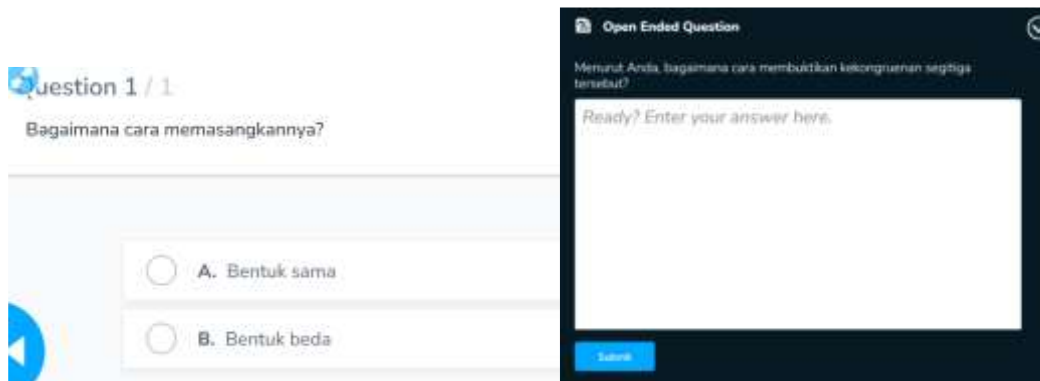 Question 1 / 1
Bagaimana cara memasangkannya?
A. Bentuk sama
B. Bentuk beda
Open Ended Question
Menurut Anda, bagaimana cara membuktikan kekongruenan segitiga
tersebut?
Ready? Enter your answer here.
Submit